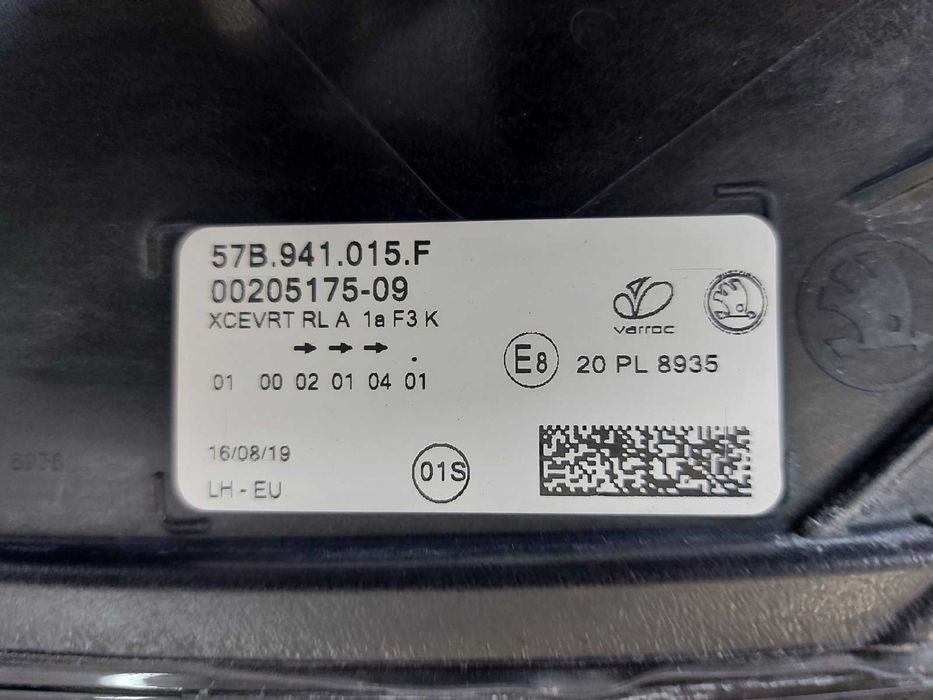 57B.941.015.F
00205175-09
XCEVRT RL A 1a F3 K
→ → → .
01 00 02 01 04 01
16/08/19
LH - EU
01S
varroc
E8
20 PL 8935